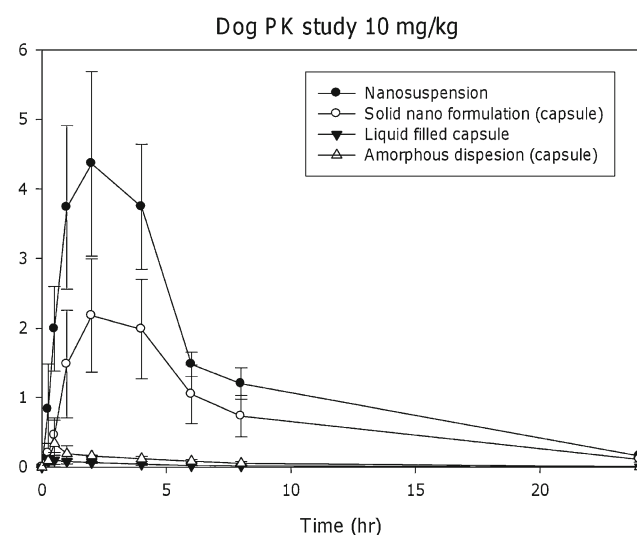 Dog PK study 10 mg/kg
Nanosuspension
Solid nano formulation (capsule)
Liquid filled capsule
Amorphous dispesion (capsule)
6
5
4
3
2
1
0
0 5 10 15 20
Time (hr)